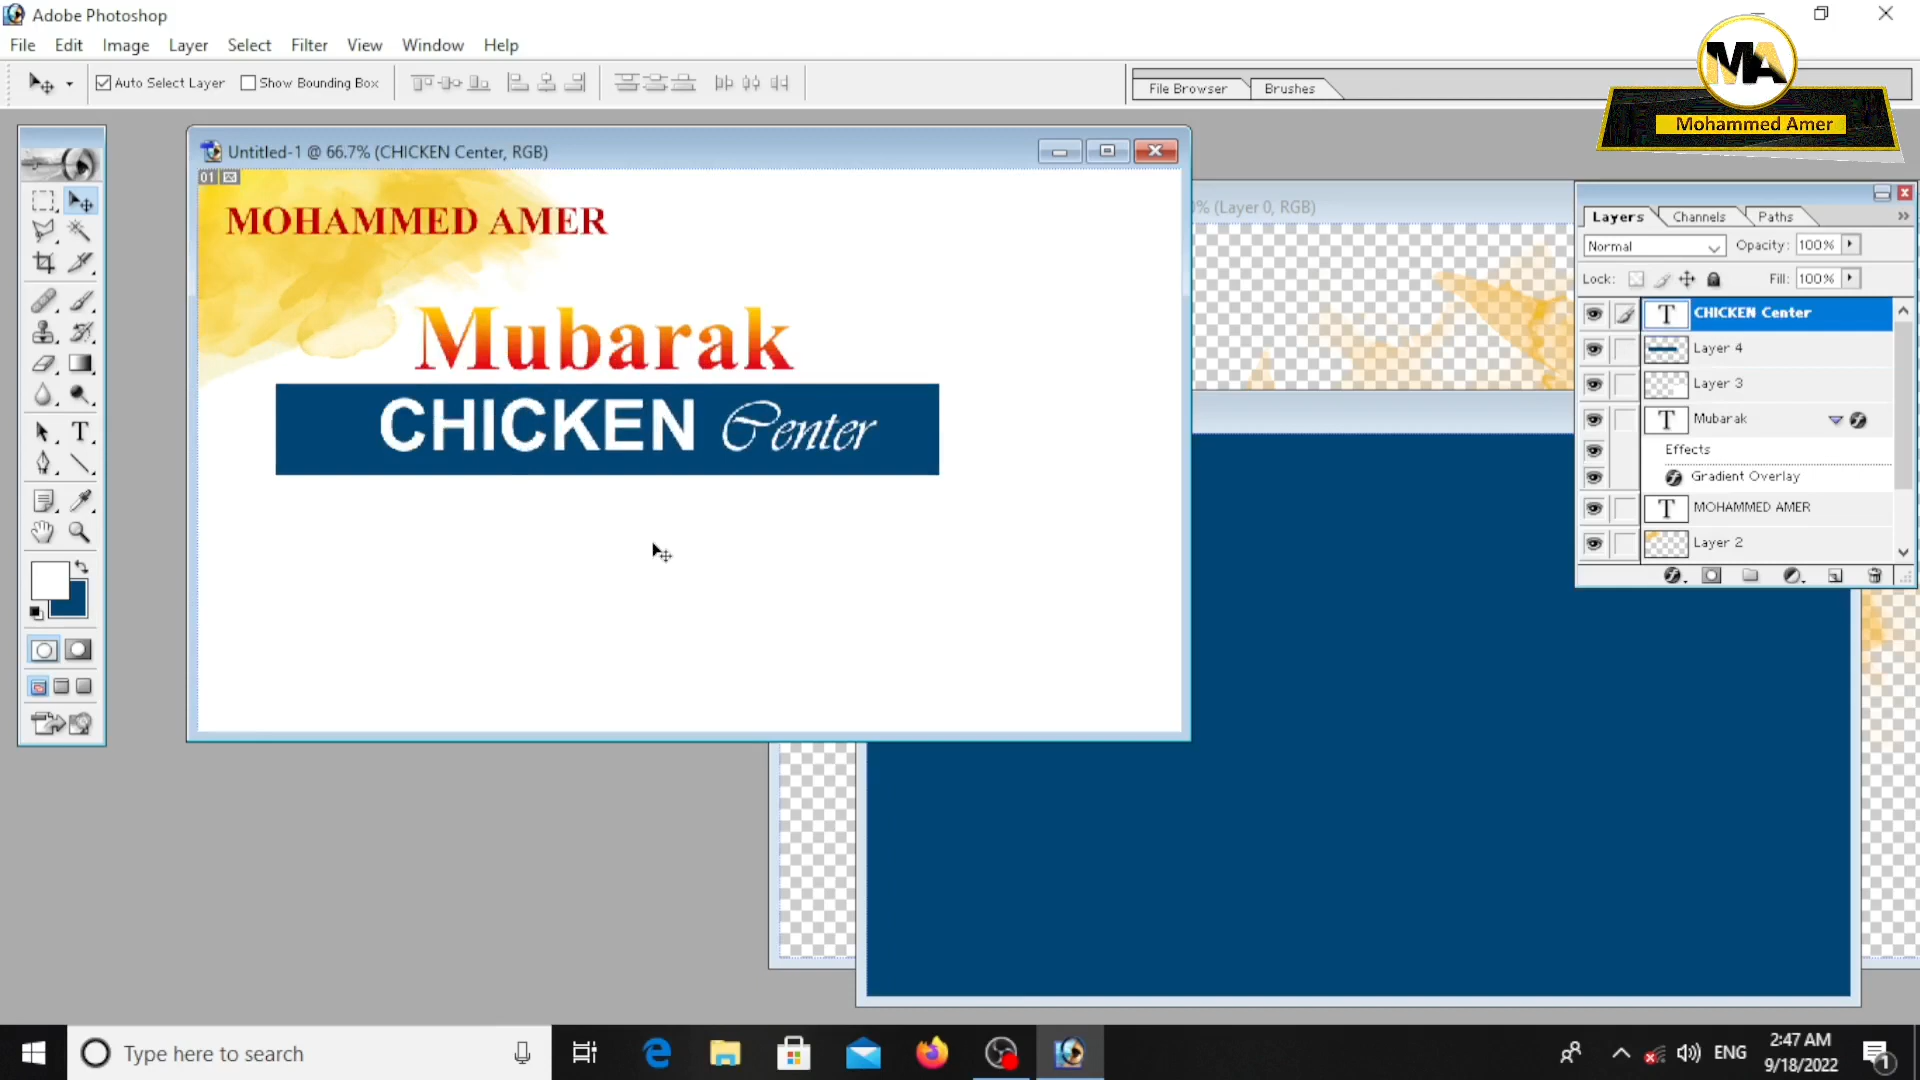 Adobe Photoshop
File Edit Image Layer Select Filter View Window Help
Auto Select Layer Show Bounding Box
File Browser Brushes
MA
Mohammed Amer
Untitled-1 @ 66.7% (CHICKEN Center, RGB)
01
MOHAMMED AMER
Mubarak
CHICKEN Center
% (Layer 0, RGB)
Layers Channels Paths
Normal Opacity: 100%
Lock: Fill: 100%
T CHICKEN Center
Layer 4
Layer 3
T Mubarak
Effects
Gradient Overlay
T MOHAMMED AMER
Layer 2
T
Type here to search
ENG
2:47 AM
9/18/2022
1